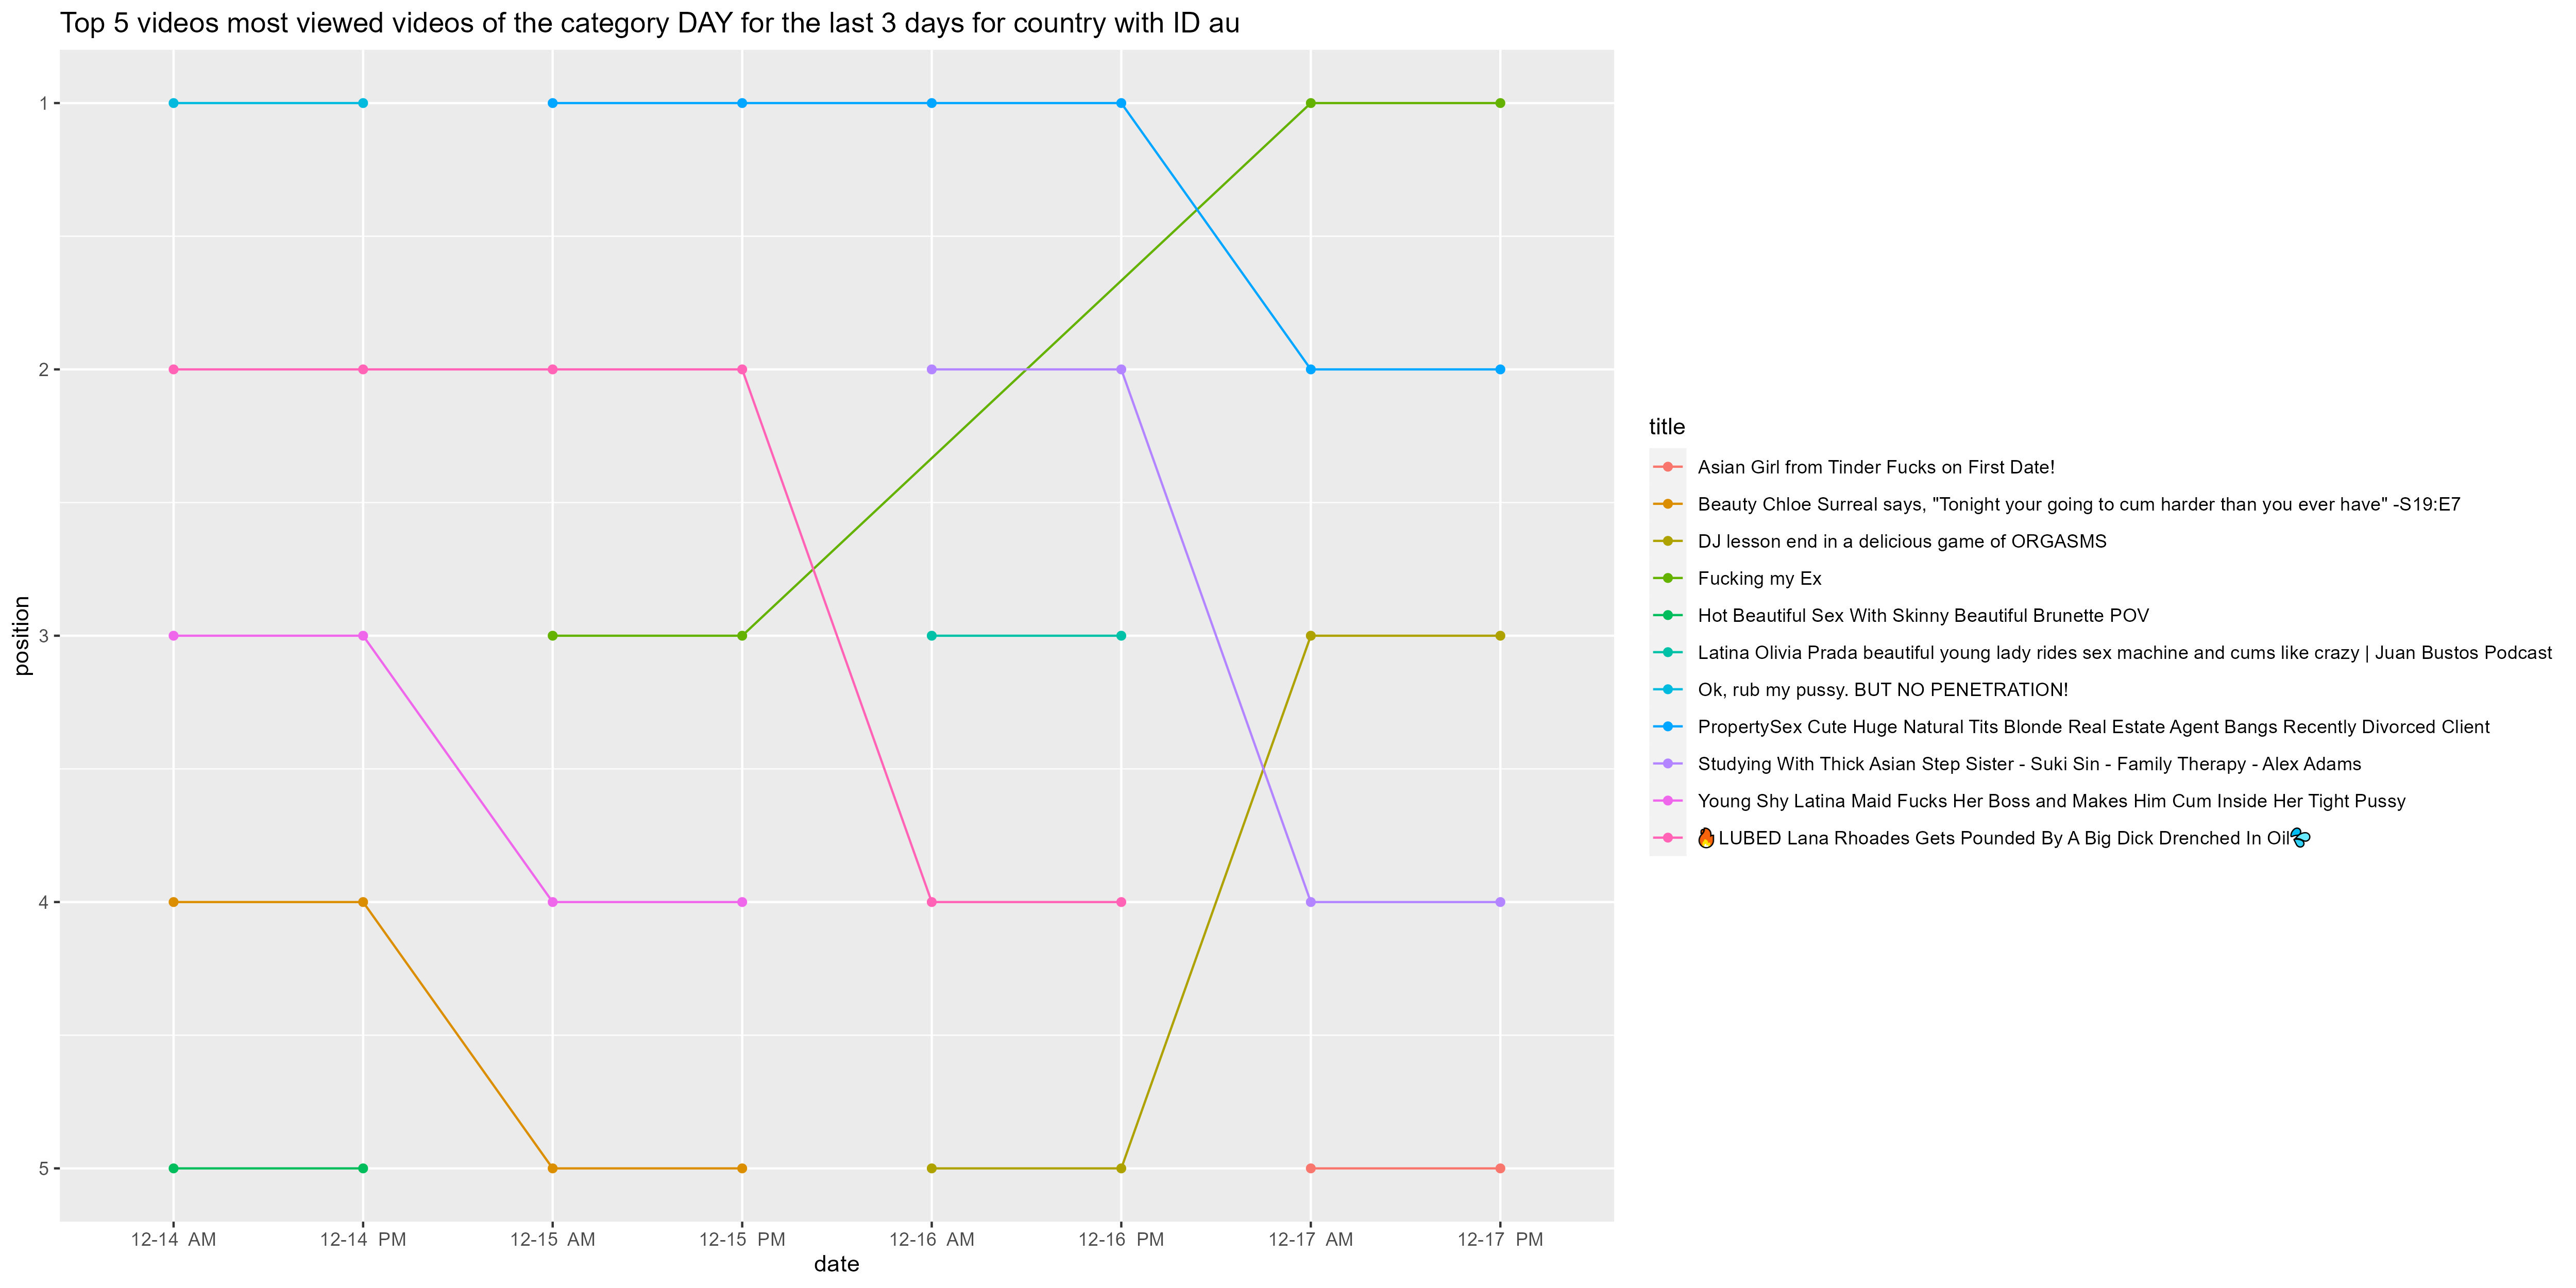 Top 5 videos most viewed videos of the category DAY for the last 3 days for country with ID au
position
1
2
3
4
5
12-14 AM
12-14 PM
12-15 AM
12-15 PM
12-16 AM
12-16 PM
12-17 AM
12-17 PM
date
title
Asian Girl from Tinder Fucks on First Date!
Beauty Chloe Surreal says, "Tonight your going to cum harder than you ever have" -S19:E7
DJ lesson end in a delicious game of ORGASMS
Fucking my Ex
Hot Beautiful Sex With Skinny Beautiful Brunette POV
Latina Olivia Prada beautiful young lady rides sex machine and cums like crazy | Juan Bustos Podcast
Ok, rub my pussy. BUT NO PENETRATION!
PropertySex Cute Huge Natural Tits Blonde Real Estate Agent Bangs Recently Divorced Client
Studying With Thick Asian Step Sister - Suki Sin - Family Therapy - Alex Adams
Young Shy Latina Maid Fucks Her Boss and Makes Him Cum Inside Her Tight Pussy
🔥LUBED Lana Rhoades Gets Pounded By A Big Dick Drenched In Oil💦